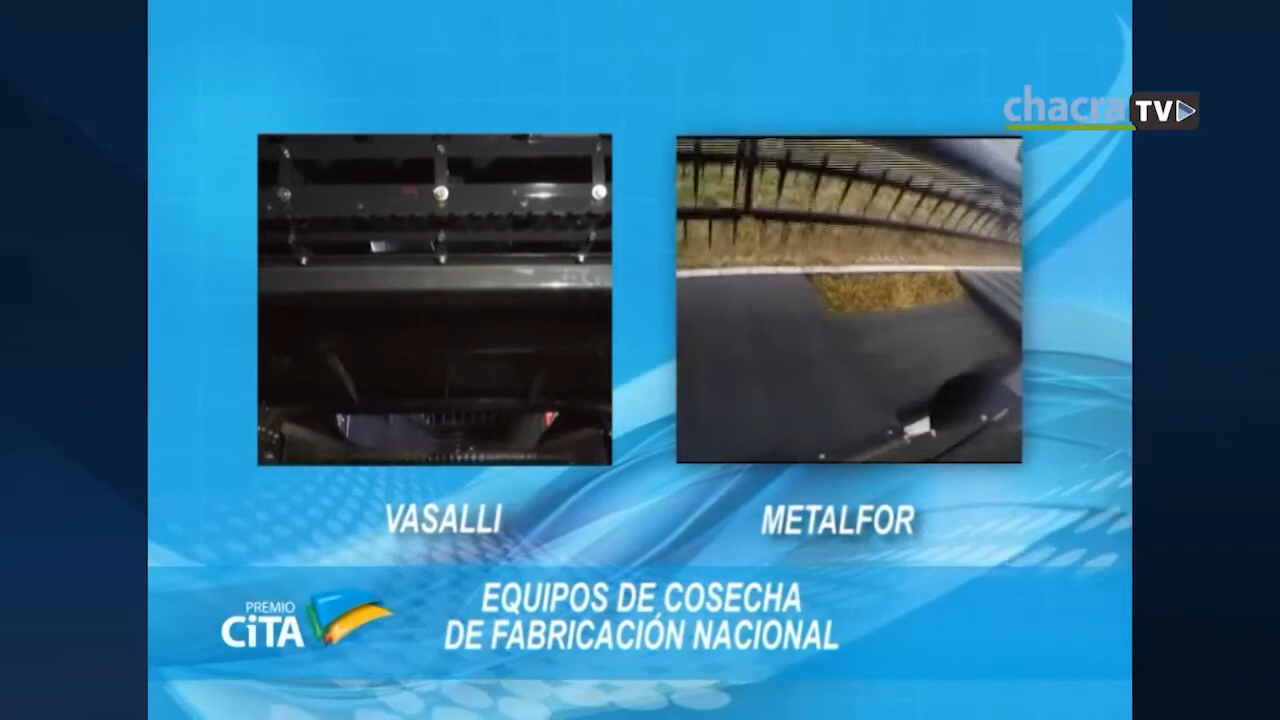 chacra TV
VASALLI
METALFOR
PREMIO
CiTA
EQUIPOS DE COSECHA
DE FABRICACIÓN NACIONAL